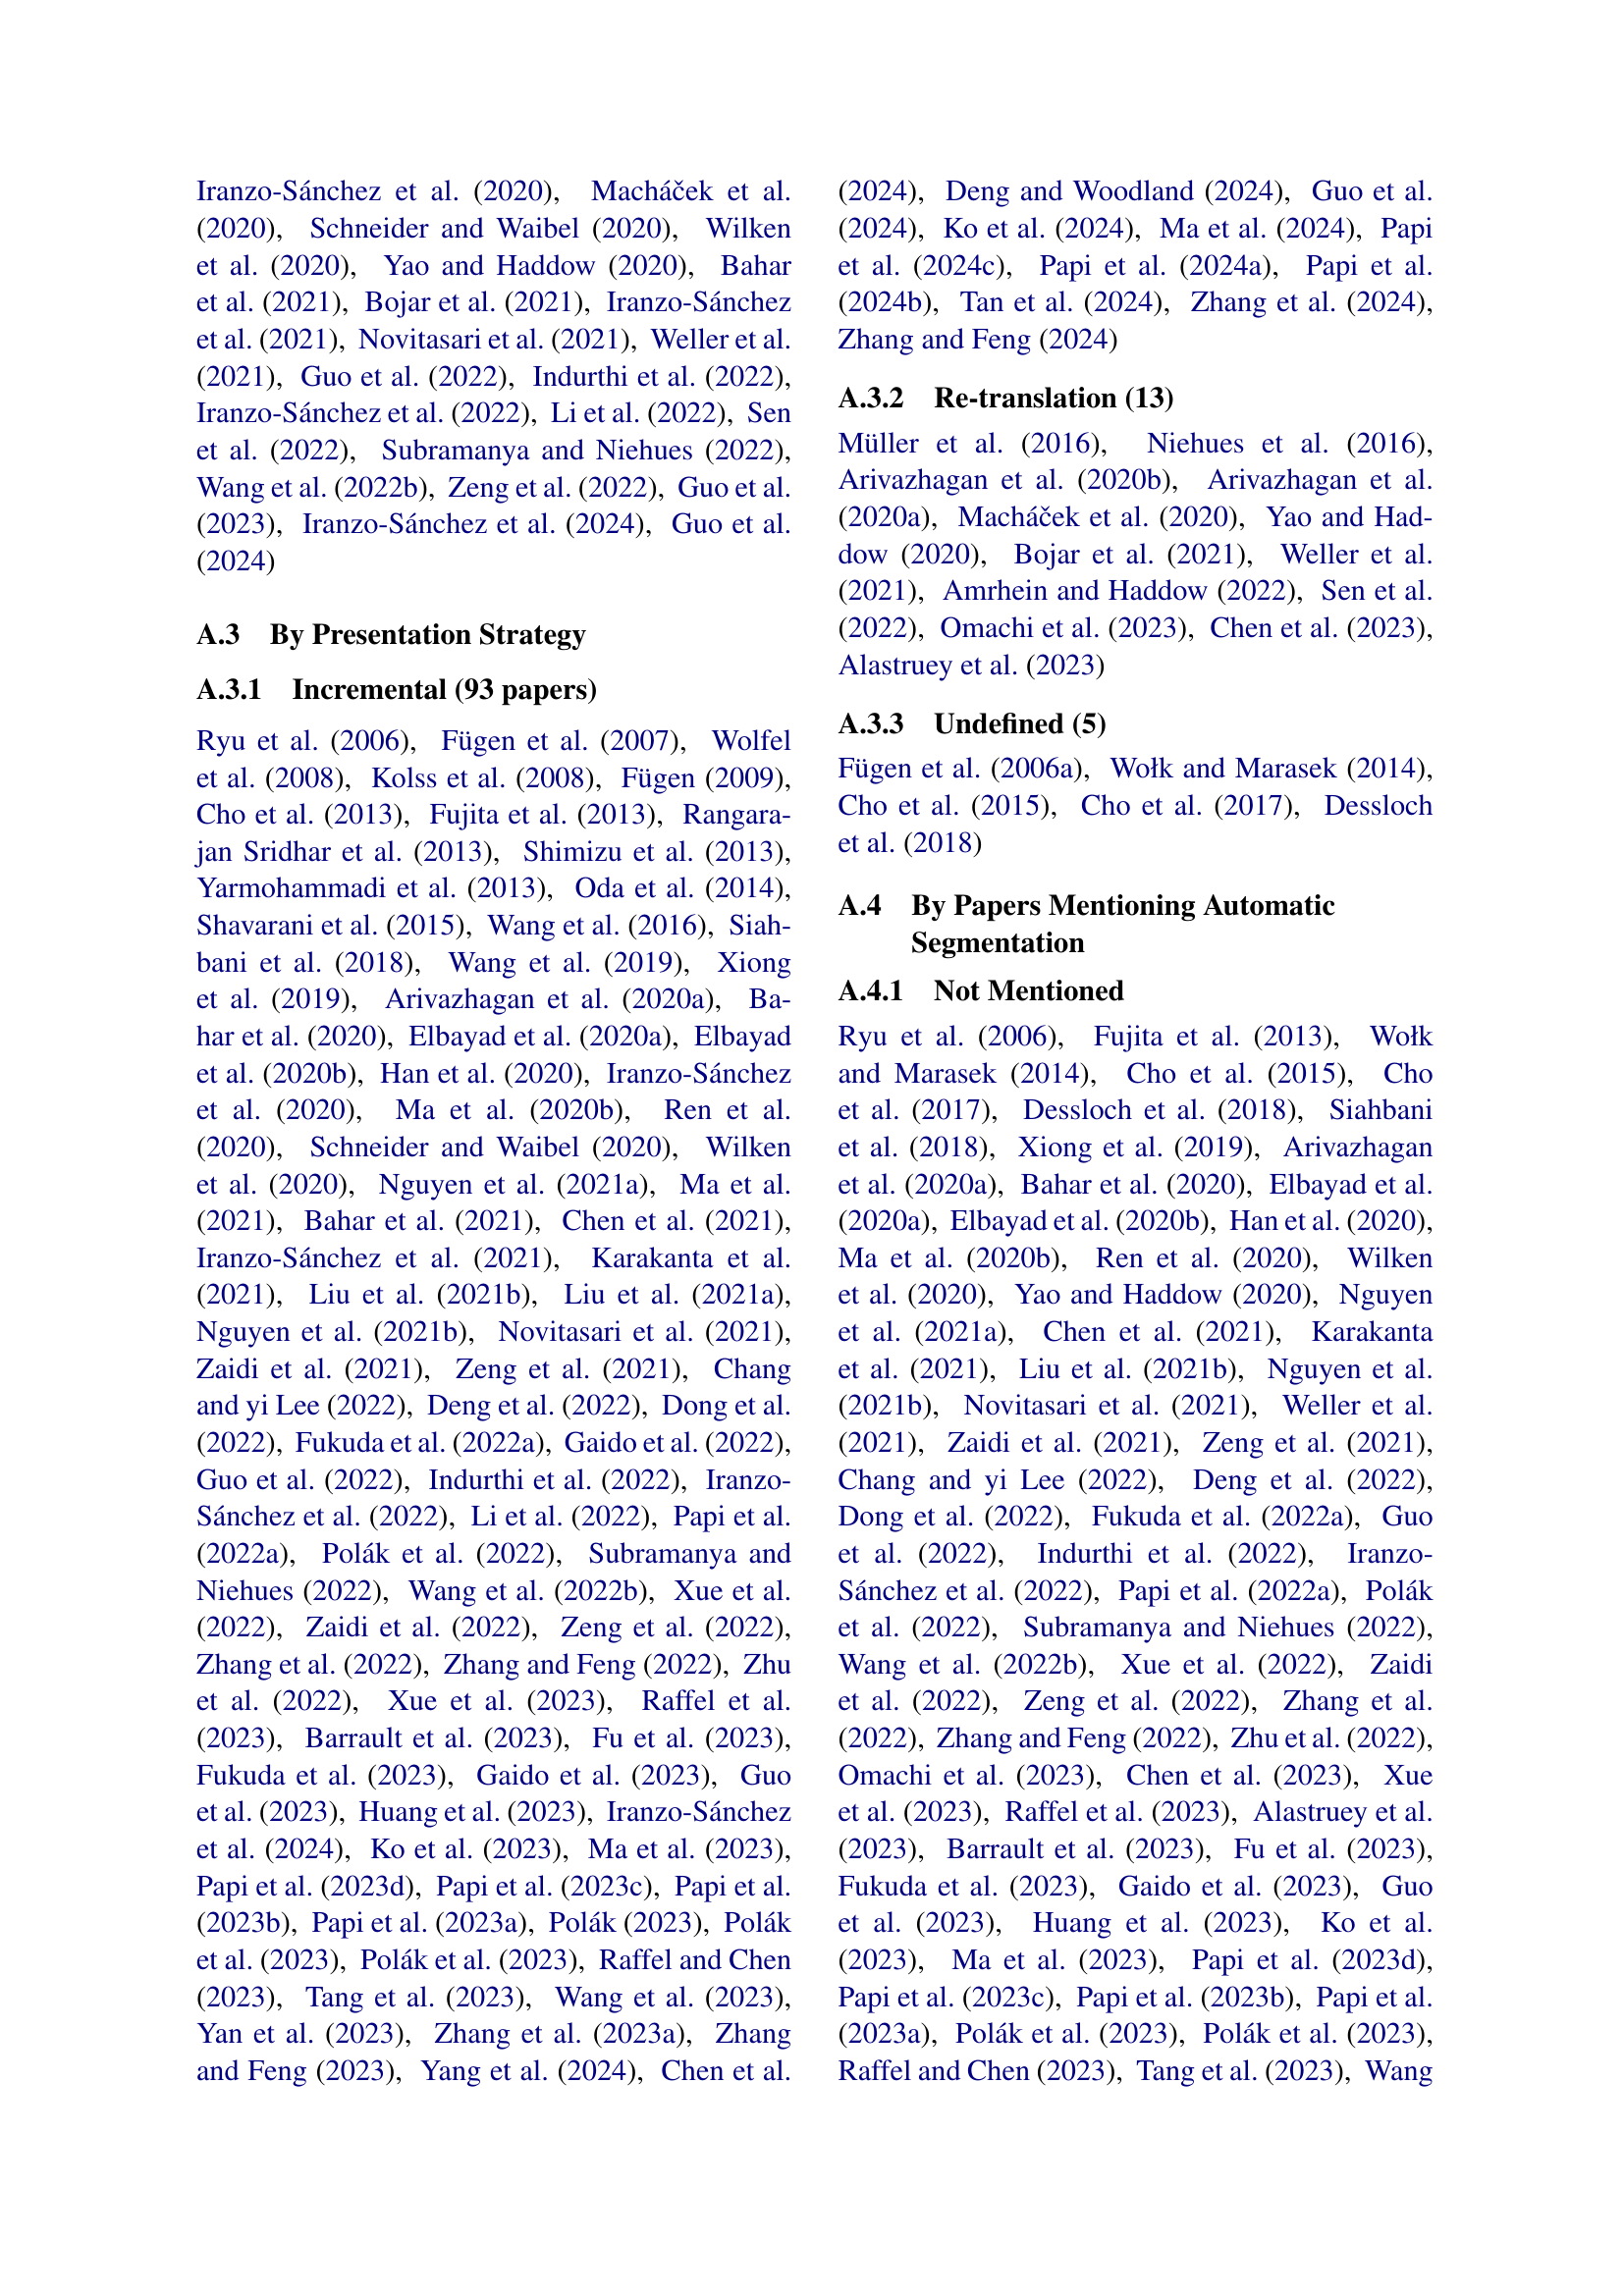 Iranzo-Sánchez et al. (2020), Macháček et al.
(2020), Schneider and Waibel (2020), Wilken
et al. (2020), Yao and Haddow (2020), Bahar
et al. (2021), Bojar et al. (2021), Iranzo-Sánchez
et al. (2021), Novitasari et al. (2021), Weller et al.
(2021), Guo et al. (2022), Indurthi et al. (2022),
Iranzo-Sánchez et al. (2022), Li et al. (2022), Sen
et al. (2022), Subramanya and Niehues (2022),
Wang et al. (2022b), Zeng et al. (2022), Guo et al.
(2023), Iranzo-Sánchez et al. (2024), Guo et al.
(2024)
A.3 By Presentation Strategy
A.3.1 Incremental (93 papers)
Ryu et al. (2006), Fügen et al. (2007), Wolfel
et al. (2008), Kolss et al. (2008), Fügen (2009),
Cho et al. (2013), Fujita et al. (2013), Rangara-
jan Sridhar et al. (2013), Shimizu et al. (2013),
Yarmohammadi et al. (2013), Oda et al. (2014),
Shavarani et al. (2015), Wang et al. (2016), Siah-
bani et al. (2018), Wang et al. (2019), Xiong
et al. (2019), Arivazhagan et al. (2020a), Ba-
har et al. (2020), Elbayad et al. (2020a), Elbayad
et al. (2020b), Han et al. (2020), Iranzo-Sánchez
et al. (2020), Ma et al. (2020b), Ren et al.
(2020), Schneider and Waibel (2020), Wilken
et al. (2020), Nguyen et al. (2021a), Ma et al.
(2021), Bahar et al. (2021), Chen et al. (2021),
Iranzo-Sánchez et al. (2021), Karakanta et al.
(2021), Liu et al. (2021b), Liu et al. (2021a),
Nguyen et al. (2021b), Novitasari et al. (2021),
Zaidi et al. (2021), Zeng et al. (2021), Chang
and yi Lee (2022), Deng et al. (2022), Dong et al.
(2022), Fukuda et al. (2022a), Gaido et al. (2022),
Guo et al. (2022), Indurthi et al. (2022), Iranzo-
Sánchez et al. (2022), Li et al. (2022), Papi et al.
(2022a), Polák et al. (2022), Subramanya and
Niehues (2022), Wang et al. (2022b), Xue et al.
(2022), Zaidi et al. (2022), Zeng et al. (2022),
Zhang et al. (2022), Zhang and Feng (2022), Zhu
et al. (2022), Xue et al. (2023), Raffel et al.
(2023), Barrault et al. (2023), Fu et al. (2023),
Fukuda et al. (2023), Gaido et al. (2023), Guo
et al. (2023), Huang et al. (2023), Iranzo-Sánchez
et al. (2024), Ko et al. (2023), Ma et al. (2023),
Papi et al. (2023d), Papi et al. (2023c), Papi et al.
(2023b), Papi et al. (2023a), Polák (2023), Polák
et al. (2023), Polák et al. (2023), Raffel and Chen
(2023), Tang et al. (2023), Wang et al. (2023),
Yan et al. (2023), Zhang et al. (2023a), Zhang
and Feng (2023), Yang et al. (2024), Chen et al.
(2024), Deng and Woodland (2024), Guo et al.
(2024), Ko et al. (2024), Ma et al. (2024), Papi
et al. (2024c), Papi et al. (2024a), Papi et al.
(2024b), Tan et al. (2024), Zhang et al. (2024),
Zhang and Feng (2024)
A.3.2 Re-translation (13)
Müller et al. (2016), Niehues et al. (2016),
Arivazhagan et al. (2020b), Arivazhagan et al.
(2020a), Macháček et al. (2020), Yao and Had-
dow (2020), Bojar et al. (2021), Weller et al.
(2021), Amrhein and Haddow (2022), Sen et al.
(2022), Omachi et al. (2023), Chen et al. (2023),
Alastruey et al. (2023)
A.3.3 Undefined (5)
Fügen et al. (2006a), Wołk and Marasek (2014),
Cho et al. (2015), Cho et al. (2017), Dessloch
et al. (2018)
A.4 By Papers Mentioning Automatic
Segmentation
A.4.1 Not Mentioned
Ryu et al. (2006), Fujita et al. (2013), Wołk
and Marasek (2014), Cho et al. (2015), Cho
et al. (2017), Dessloch et al. (2018), Siahbani
et al. (2018), Xiong et al. (2019), Arivazhagan
et al. (2020a), Bahar et al. (2020), Elbayad et al.
(2020a), Elbayad et al. (2020b), Han et al. (2020),
Ma et al. (2020b), Ren et al. (2020), Wilken
et al. (2020), Yao and Haddow (2020), Nguyen
et al. (2021a), Chen et al. (2021), Karakanta
et al. (2021), Liu et al. (2021b), Nguyen et al.
(2021b), Novitasari et al. (2021), Weller et al.
(2021), Zaidi et al. (2021), Zeng et al. (2021),
Chang and yi Lee (2022), Deng et al. (2022),
Dong et al. (2022), Fukuda et al. (2022a), Guo
et al. (2022), Indurthi et al. (2022), Iranzo-
Sánchez et al. (2022), Papi et al. (2022a), Polák
et al. (2022), Subramanya and Niehues (2022),
Wang et al. (2022b), Xue et al. (2022), Zaidi
et al. (2022), Zeng et al. (2022), Zhang et al.
(2022), Zhang and Feng (2022), Zhu et al. (2022),
Omachi et al. (2023), Chen et al. (2023), Xue
et al. (2023), Raffel et al. (2023), Alastruey et al.
(2023), Barrault et al. (2023), Fu et al. (2023),
Fukuda et al. (2023), Gaido et al. (2023), Guo
et al. (2023), Huang et al. (2023), Ko et al.
(2023), Ma et al. (2023), Papi et al. (2023d),
Papi et al. (2023c), Papi et al. (2023b), Papi et al.
(2023a), Polák et al. (2023), Polák et al. (2023),
Raffel and Chen (2023), Tang et al. (2023), Wang